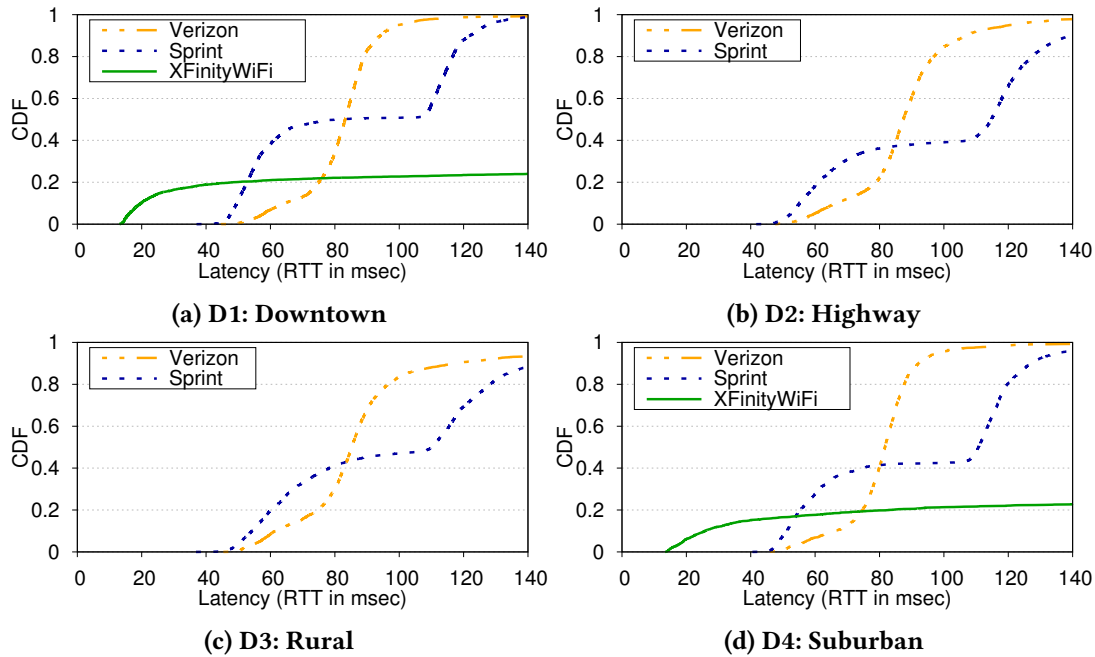 1
0.8
0.6
0.4
0.2
0
CDF
Verizon
Sprint
XFinityWiFi
0 20 40 60 80 100 120 140
Latency (RTT in msec)
(a) D1: Downtown
1
0.8
0.6
0.4
0.2
0
CDF
Verizon
Sprint
0 20 40 60 80 100 120 140
Latency (RTT in msec)
(b) D2: Highway
1
0.8
0.6
0.4
0.2
0
CDF
Verizon
Sprint
0 20 40 60 80 100 120 140
Latency (RTT in msec)
(c) D3: Rural
1
0.8
0.6
0.4
0.2
0
CDF
Verizon
Sprint
XFinityWiFi
0 20 40 60 80 100 120 140
Latency (RTT in msec)
(d) D4: Suburban